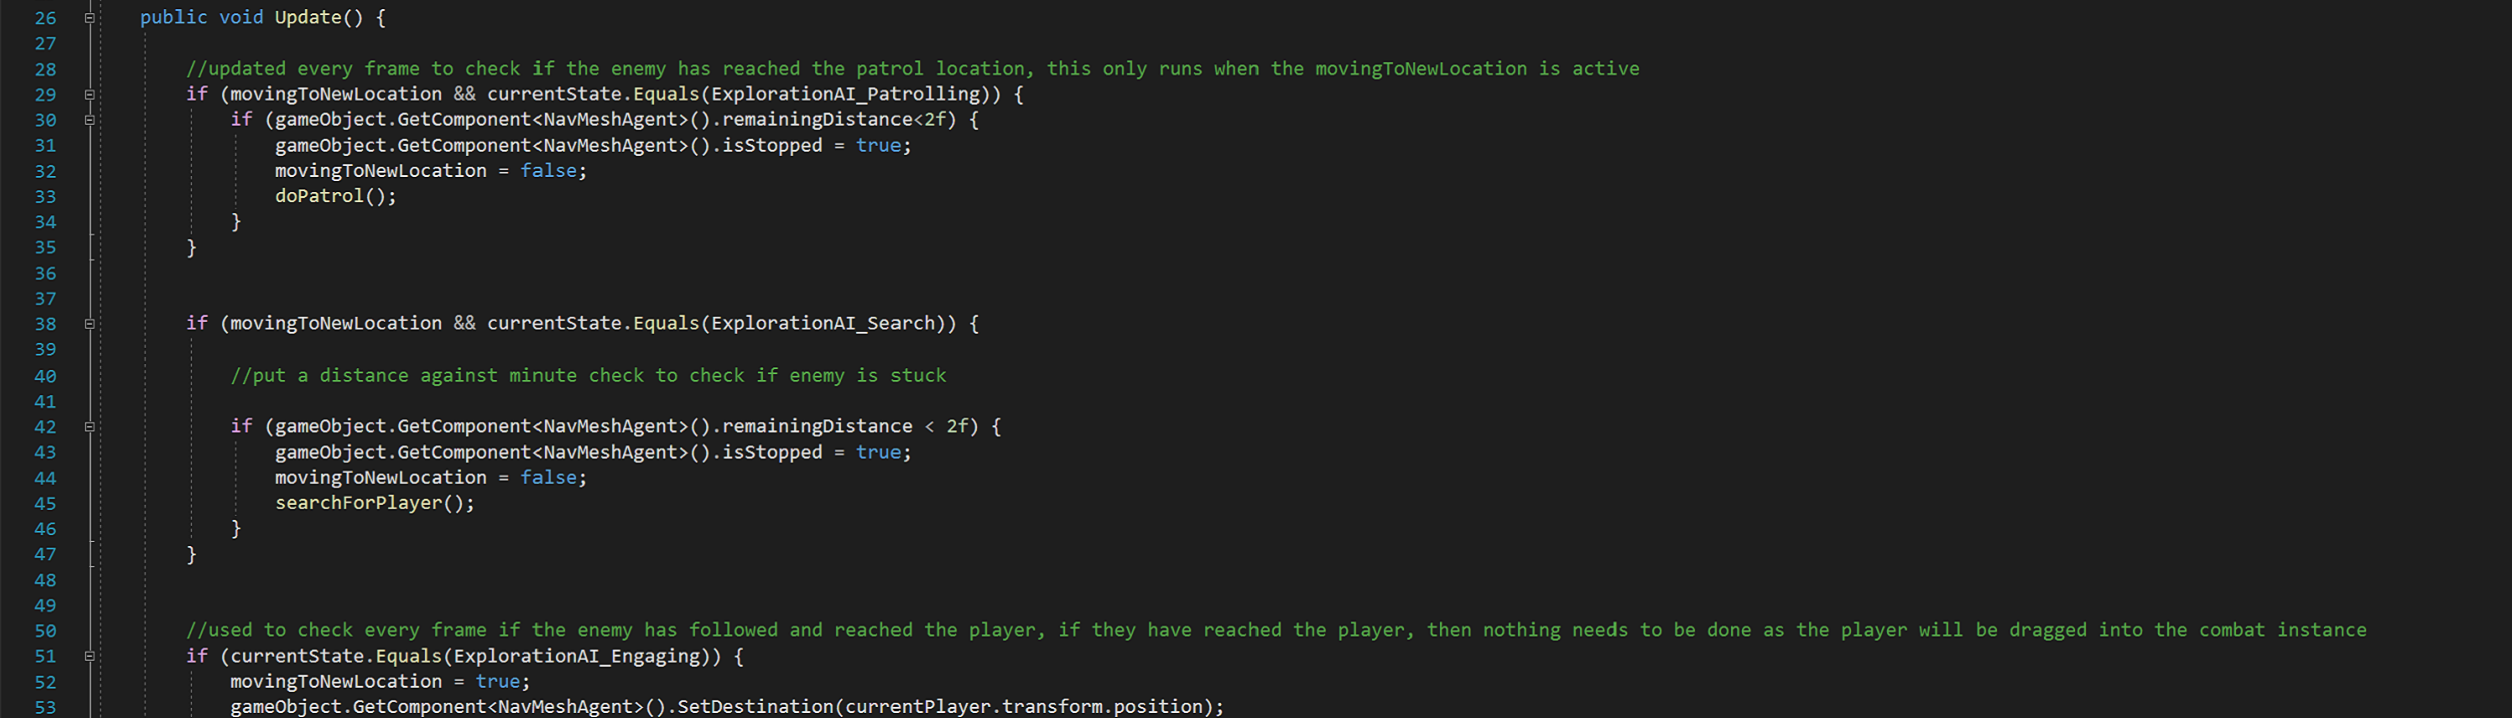 26 public void Update() {
27
28 //updated every frame to check if the enemy has reached the patrol location, this only runs when the movingToNewLocation is active
29 if (movingToNewLocation && currentState.Equals(ExplorationAI_Patrolling)) {
30 if (gameObject.GetComponent<NavMeshAgent>().remainingDistance<2f) {
31 gameObject.GetComponent<NavMeshAgent>().isStopped = true;
32 movingToNewLocation = false;
33 doPatrol();
34 }
35 }
36
37
38 if (movingToNewLocation && currentState.Equals(ExplorationAI_Search)) {
39
40 //put a distance against minute check to check if enemy is stuck
41
42 if (gameObject.GetComponent<NavMeshAgent>().remainingDistance < 2f) {
43 gameObject.GetComponent<NavMeshAgent>().isStopped = true;
44 movingToNewLocation = false;
45 searchForPlayer();
46 }
47 }
48
49
50 //used to check every frame if the enemy has followed and reached the player, if they have reached the player, then nothing needs to be done as the player will be dragged into the combat instance
51 if (currentState.Equals(ExplorationAI_Engaging)) {
52 movingToNewLocation = true;
53 gameObject.GetComponent<NavMeshAgent>().SetDestination(currentPlayer.transform.position);